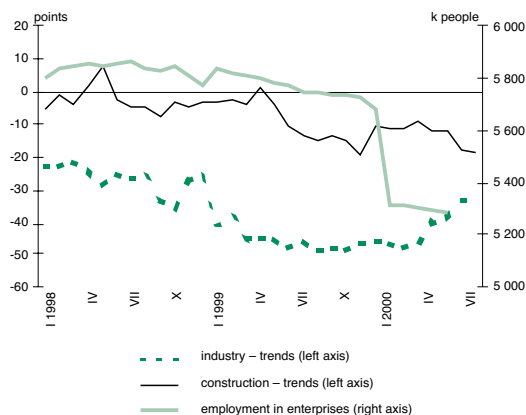 points k people
20 6 000
10
0 5 800
-10
5 600
-20
-30 5 400
-40
5 200
-50
-60 5 000
I 1998 IV VII X I 1999 IV VII X I 2000 IV VII
industry – trends (left axis)
construction – trends (left axis)
employment in enterprises (right axis)